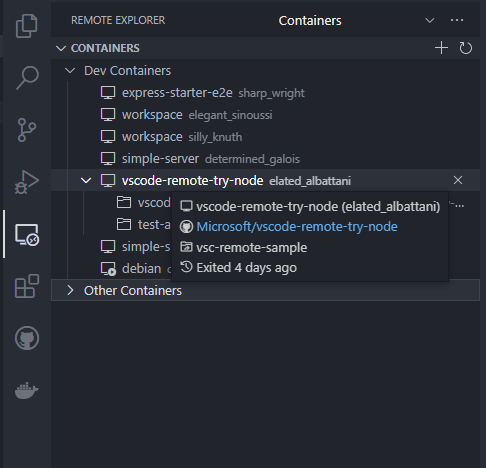 REMOTE EXPLORER Containers
CONTAINERS
Dev Containers
express-starter-e2e sharp_wright
workspace elegant_sinoussi
workspace silly_knuth
simple-server determined_galois
vscode-remote-try-node elated_albattani
vscod
vscode-remote-try-node (elated_albattani)
test-a
Microsoft/vscode-remote-try-node
simple-s
vsc-remote-sample
debian
Exited 4 days ago
Other Containers